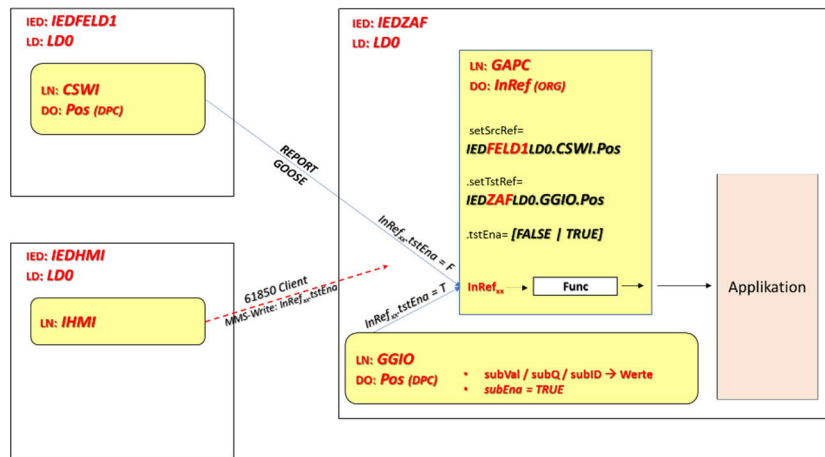 IED: IEDFELD1
LD: LD0
LN: CSWI
DO: Pos (DPC)
REPORT
GOOSE
IED: IEDHMI
LD: LD0
LN: IHMI
61850 Client
MMS-Write: InRefxx.tstEna
InRefxx.tstEna = F
InRefxx.tstEna = T
IED: IEDZAF
LD: LD0
LN: GAPC
DO: InRef (ORG)
.setSrcRef=
IEDFELD1LD0.CSWI.Pos
.setTstRef=
IEDZAFLD0.GGIO.Pos
.tstEna= [FALSE | TRUE]
InRefxx
Func
Applikation
LN: GGIO
DO: Pos (DPC)
• subVal / subQ / subID → Werte
• subEna = TRUE